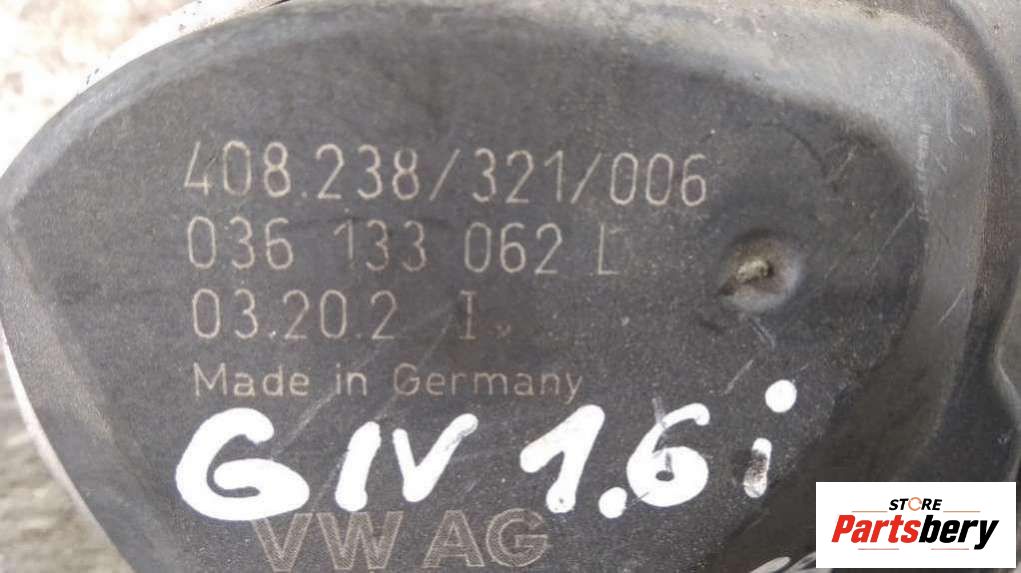 408.238/321/006
036 133 062 L
03.20.2 I
Made in Germany
GIV 1.6i
VW AG
STORE
Partsbery